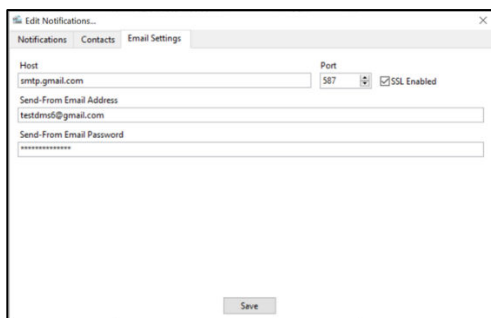 Edit Notifications...
Notifications Contacts Email Settings
Host Port
smtp.gmail.com 587 SSL Enabled
Send-From Email Address
testdms6@gmail.com
Send-From Email Password
**************
Save